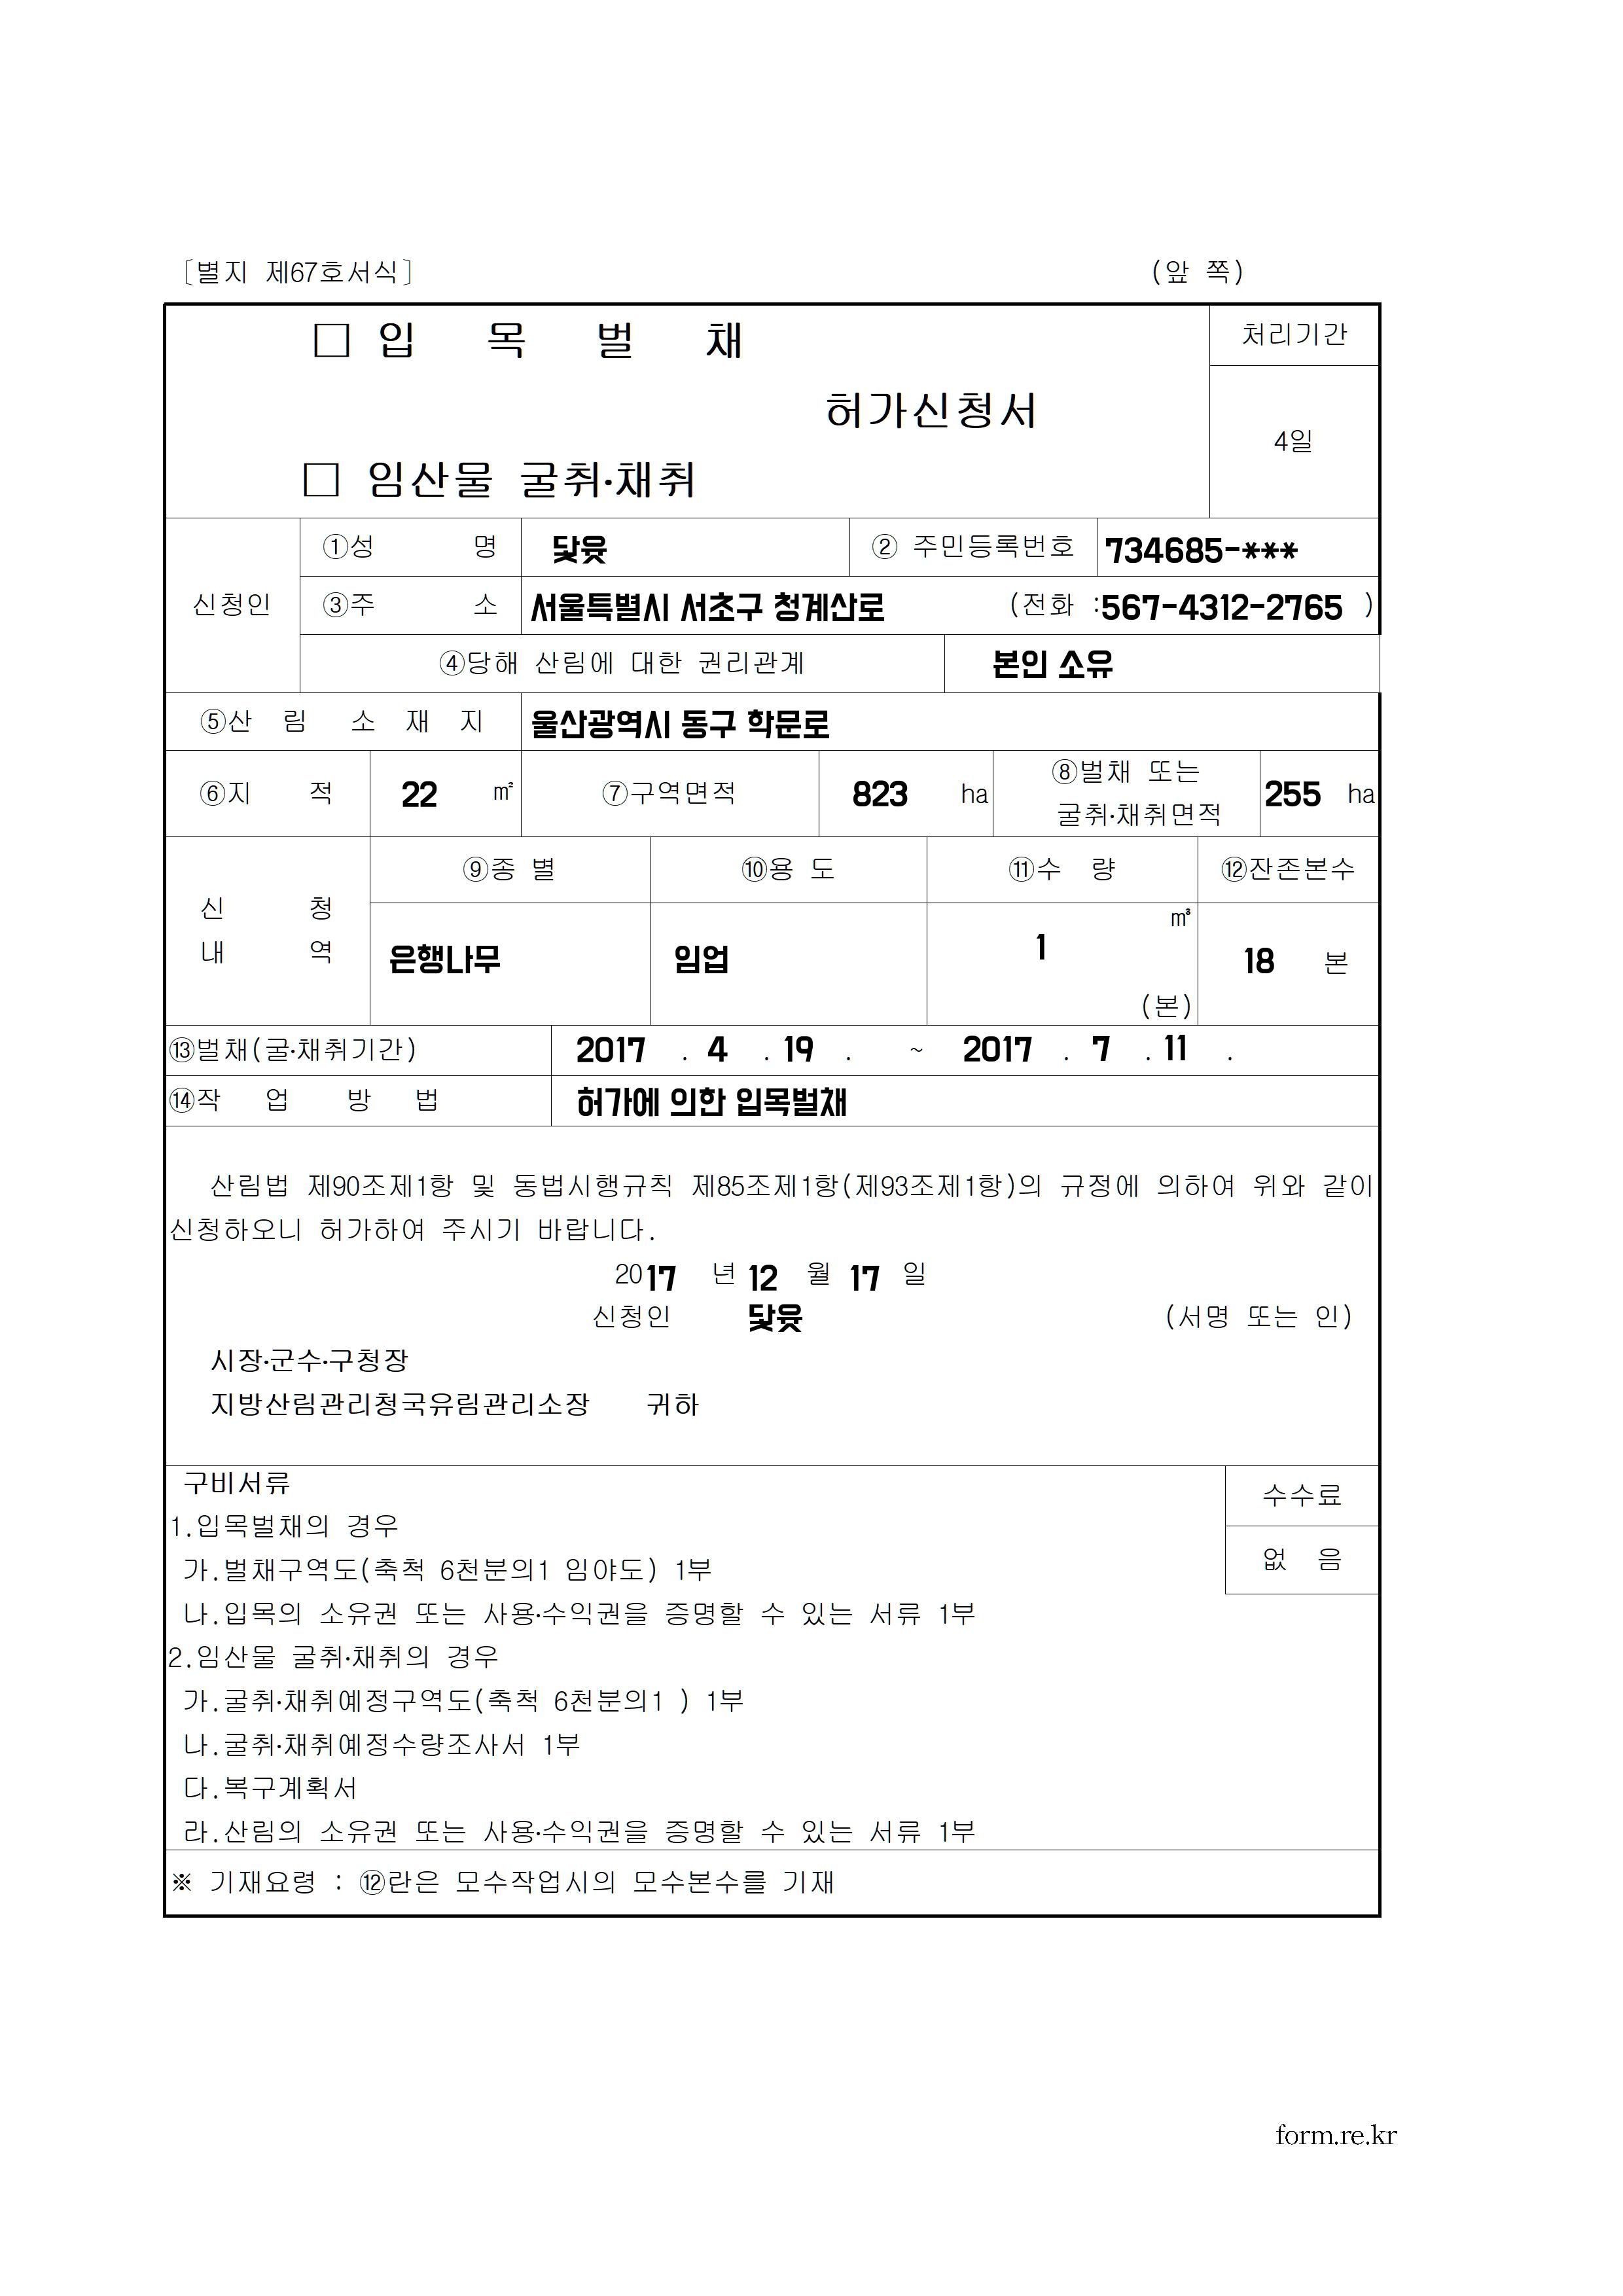 [별지 제67호서식] (앞 쪽)
□ 입 목 벌 채
처리기간
허가신청서
4일
□ 임산물 굴취·채취
신청인
①성 명 닻윳 ② 주민등록번호 734685-***
③주 소 서울특별시 서초구 청계산로 (전화 :567-4312-2765 )
④당해 산림에 대한 권리관계 본인 소유
⑤산 림 소 재 지 울산광역시 동구 학문로
⑥지 적 22 ㎡ ⑦구역면적 823 ha ⑧벌채 또는 굴취·채취면적 255 ha
신 청 내 역
⑨종 별 ⑩용 도 ⑪수 량 ⑫잔존본수
은행나무 임업 1 ㎥ (본) 18 본
⑬벌채(굴·채취기간) 2017 . 4 . 19 . ~ 2017 . 7 . 11 .
⑭작 업 방 법 허가에 의한 입목벌채
산림법 제90조제1항 및 동법시행규칙 제85조제1항(제93조제1항)의 규정에 의하여 위와 같이
신청하오니 허가하여 주시기 바랍니다.
2017 년 12 월 17 일
신청인 닻윳 (서명 또는 인)
시장·군수·구청장
지방산림관리청국유림관리소장 귀하
구비서류
수수료
1.입목벌채의 경우
없 음
가.벌채구역도(축척 6천분의1 임야도) 1부
나.입목의 소유권 또는 사용·수익권을 증명할 수 있는 서류 1부
2.임산물 굴취·채취의 경우
가.굴취·채취예정구역도(축척 6천분의1 ) 1부
나.굴취·채취예정수량조사서 1부
다.복구계획서
라.산림의 소유권 또는 사용·수익권을 증명할 수 있는 서류 1부
※ 기재요령 : ⑫란은 모수작업시의 모수본수를 기재
form.re.kr